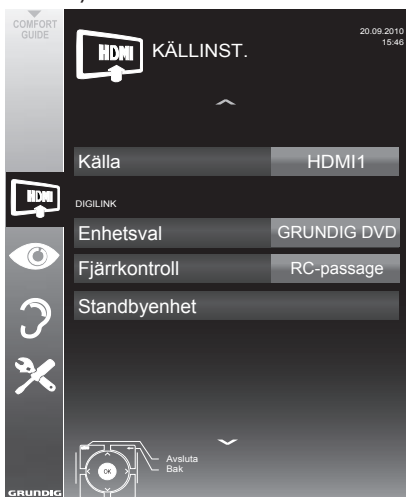 COMFORT
GUIDE
HDMI
KÄLLINST.
20.09.2010
15:46
Källa
HDMI1
HDMI
DIGILINK
Enhetsval
GRUNDIG DVD
Fjärrkontroll
RC-passage
Standbyenhet
Avsluta
Bak
OK
GRUNDIG